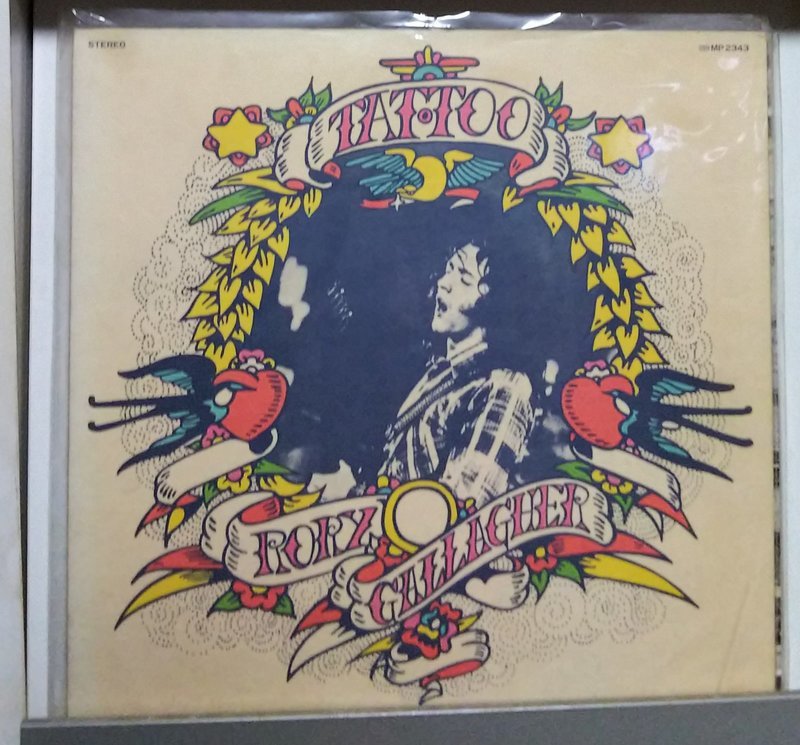 STEREO
MP 2343
TATTOO
RORY
GALLAGHER